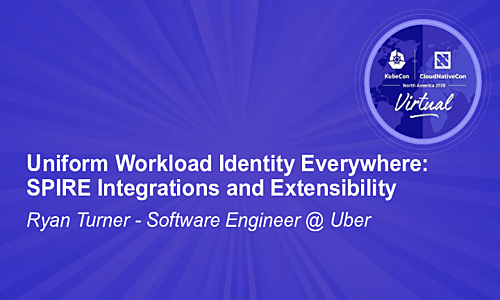 KubeCon
CloudNativeCon
North America 2020
Virtual
Uniform Workload Identity Everywhere:
SPIRE Integrations and Extensibility
Ryan Turner - Software Engineer @ Uber